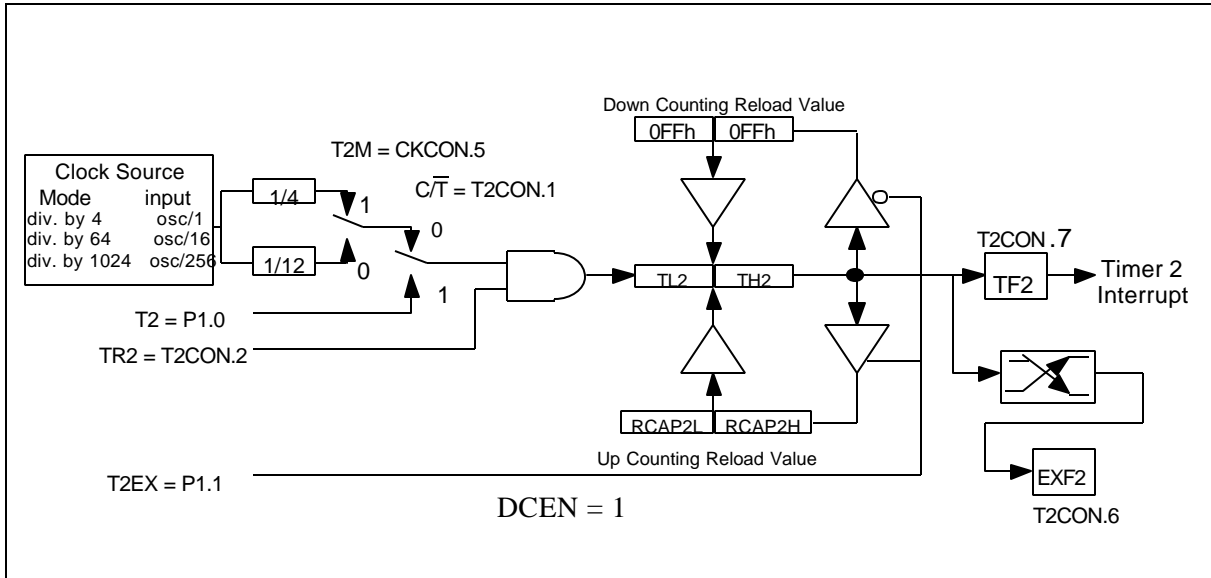 Down Counting Reload Value
0FFh 0FFh
T2M = CKCON.5
C/T̅ = T2CON.1
Clock Source
Mode input
div. by 4 osc/1
div. by 64 osc/16
div. by 1024 osc/256
1/4
1
0
1/12
0
1
T2CON.7
TL2 TH2
TF2
Timer 2
Interrupt
T2 = P1.0
TR2 = T2CON.2
RCAP2L RCAP2H
Up Counting Reload Value
T2EX = P1.1
EXF2
DCEN = 1
T2CON.6